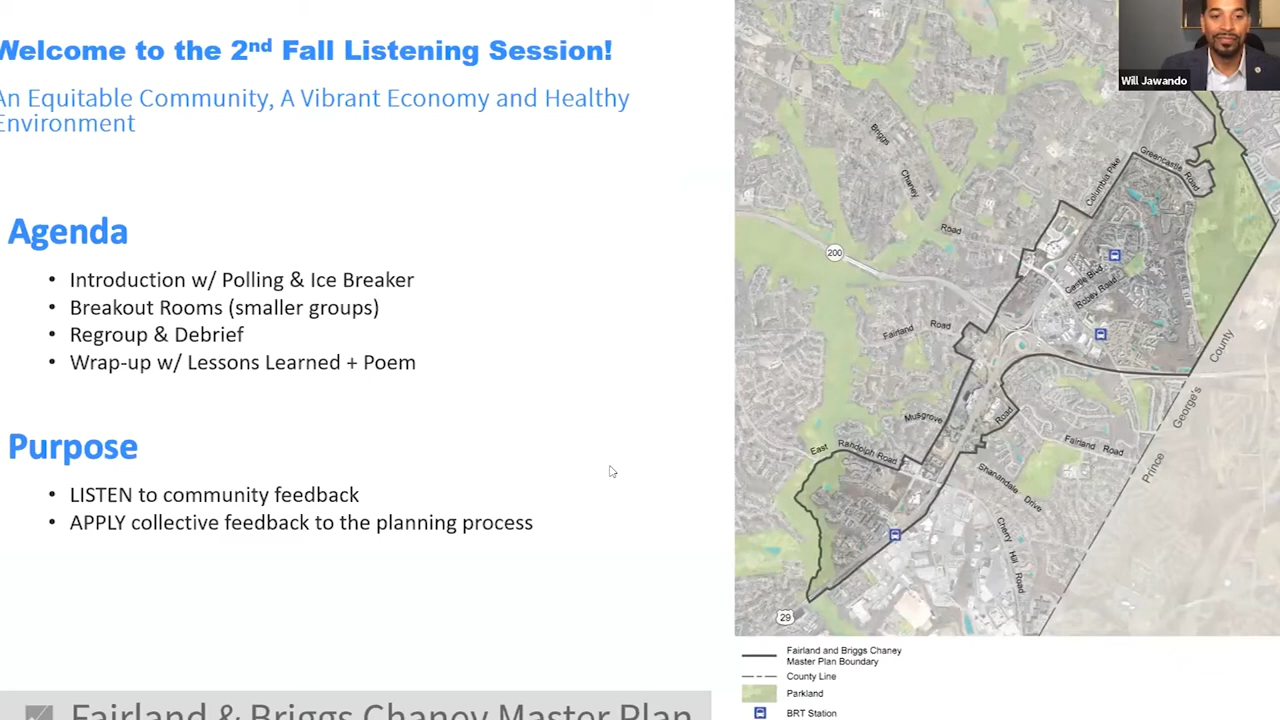 Welcome to the 2nd Fall Listening Session!
An Equitable Community, A Vibrant Economy and Healthy
Environment
Agenda
• Introduction w/ Polling & Ice Breaker
• Breakout Rooms (smaller groups)
• Regroup & Debrief
• Wrap-up w/ Lessons Learned + Poem
Purpose
• LISTEN to community feedback
• APPLY collective feedback to the planning process
Fairland & Briggs Chaney Master Plan
Will Jawando
Briggs
Chaney
Road
Columbia Pike
Greencastle Road
200
Castle Blvd
Robey Road
Fairland Road
Musgrove
Road
East Randolph Road
Fairland Road
Shanandale Drive
Cherry Hill Road
Prince George's County
29
Fairland and Briggs Chaney
Master Plan Boundary
County Line
Parkland
BRT Station